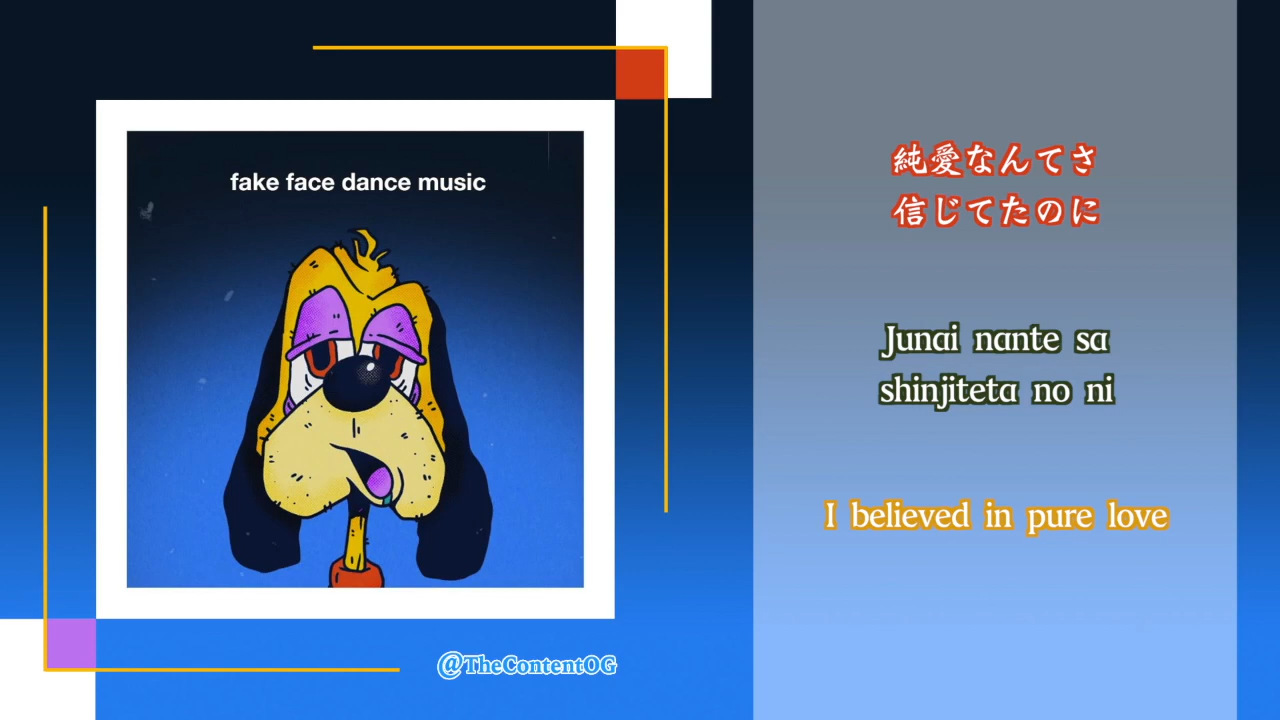 fake face dance music
純愛なんてさ
信じてたのに
Junai nante sa
shinjiteta no ni
I believed in pure love
@TheContentOG